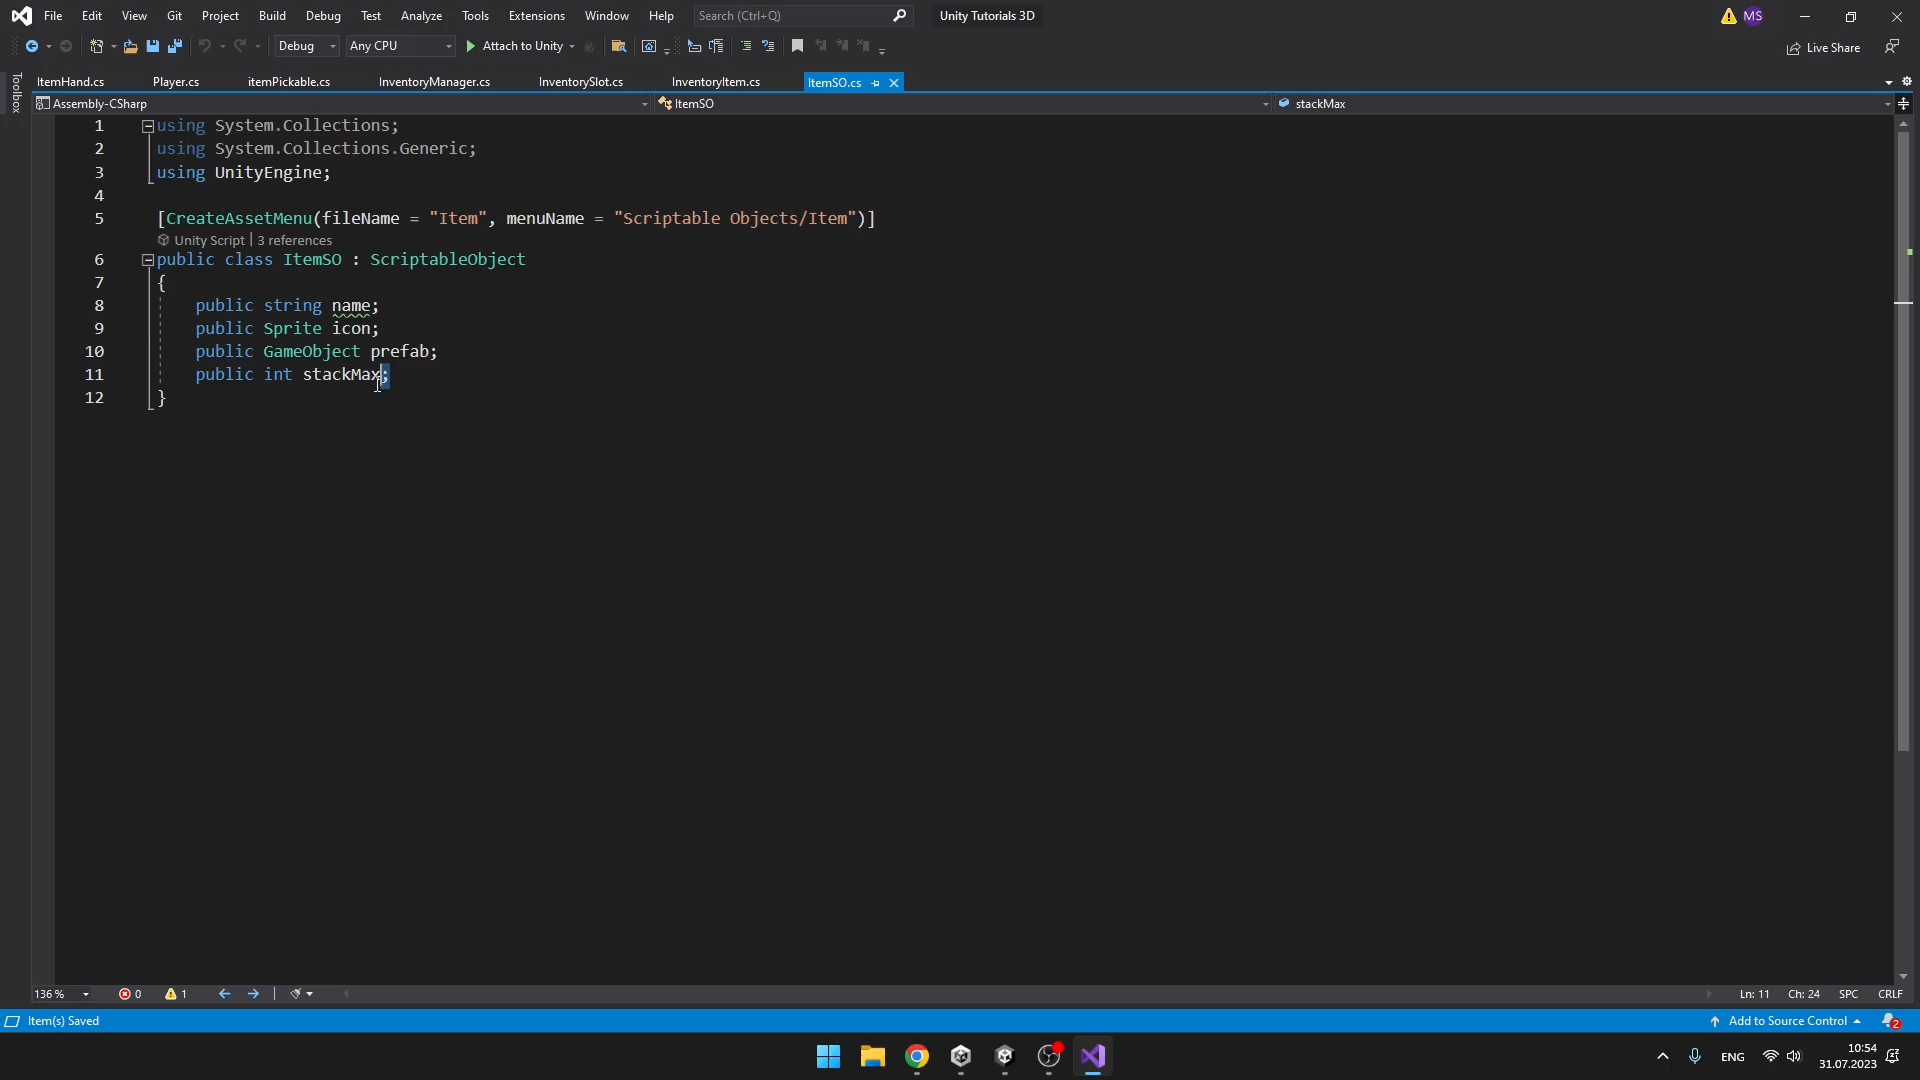 File Edit View Git Project Build Debug Test Analyze Tools Extensions Window Help Search (Ctrl+Q) Unity Tutorials 3D MS
Debug Any CPU Attach to Unity Live Share
Toolbox
ItemHand.cs Player.cs itemPickable.cs InventoryManager.cs InventorySlot.cs InventoryItem.cs ItemSO.cs
Assembly-CSharp ItemSO stackMax
1 using System.Collections;
2 using System.Collections.Generic;
3 using UnityEngine;
4
5 [CreateAssetMenu(fileName = "Item", menuName = "Scriptable Objects/Item")]
Unity Script | 3 references
6 public class ItemSO : ScriptableObject
7 {
8 public string name;
9 public Sprite icon;
10 public GameObject prefab;
11 public int stackMax;
12 }
136 % 0 1 Ln: 11 Ch: 24 SPC CRLF
Item(s) Saved Add to Source Control 2
ENG 10:54
31.07.2023